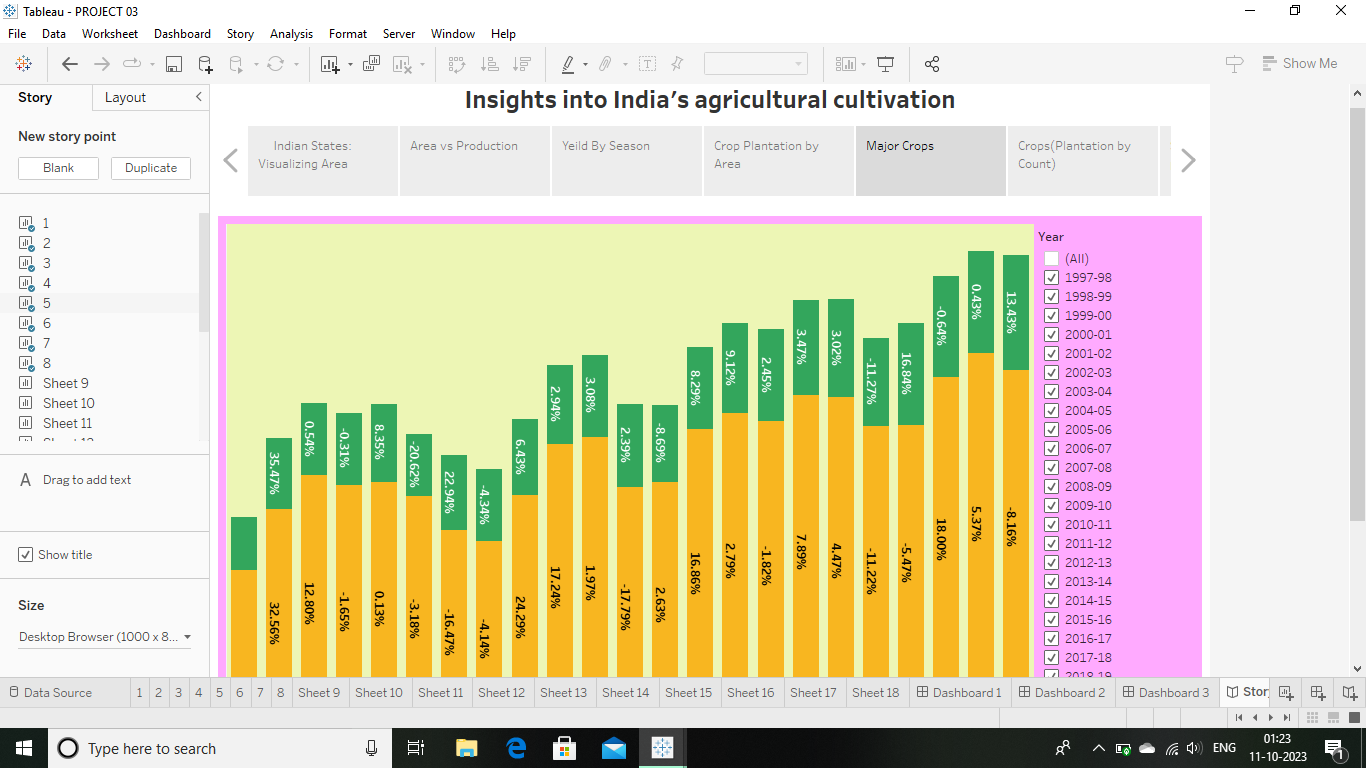 Tableau - PROJECT 03
File Data Worksheet Dashboard Story Analysis Format Server Window Help
Show Me
Story Layout
New story point
Blank Duplicate
1
2
3
4
5
6
7
8
Sheet 9
Sheet 10
Sheet 11
A Drag to add text
Show title
Size
Desktop Browser (1000 x 8...
Insights into India's agricultural cultivation
Indian States:
Visualizing Area
Area vs Production
Yeild By Season
Crop Plantation by
Area
Major Crops
Crops(Plantation by
Count)
35.47%
0.54%
-0.31%
8.35%
-20.62%
22.94%
-4.34%
6.43%
2.94%
3.08%
2.39%
-8.69%
8.29%
9.12%
2.45%
3.47%
3.02%
-11.27%
16.84%
-0.64%
0.43%
13.43%
32.56%
12.80%
-1.65%
0.13%
-3.18%
-16.47%
-4.14%
24.29%
17.24%
1.97%
-17.79%
2.63%
16.86%
2.79%
-1.82%
7.89%
4.47%
-11.22%
-5.47%
18.00%
5.37%
-8.16%
Year
(All)
1997-98
1998-99
1999-00
2000-01
2001-02
2002-03
2003-04
2004-05
2005-06
2006-07
2007-08
2008-09
2009-10
2010-11
2011-12
2012-13
2013-14
2014-15
2015-16
2016-17
2017-18
2018-19
Data Source 1 2 3 4 5 6 7 8 Sheet 9 Sheet 10 Sheet 11 Sheet 12 Sheet 13 Sheet 14 Sheet 15 Sheet 16 Sheet 17 Sheet 18 Dashboard 1 Dashboard 2 Dashboard 3 Stor
Type here to search
ENG
01:23
11-10-2023
1